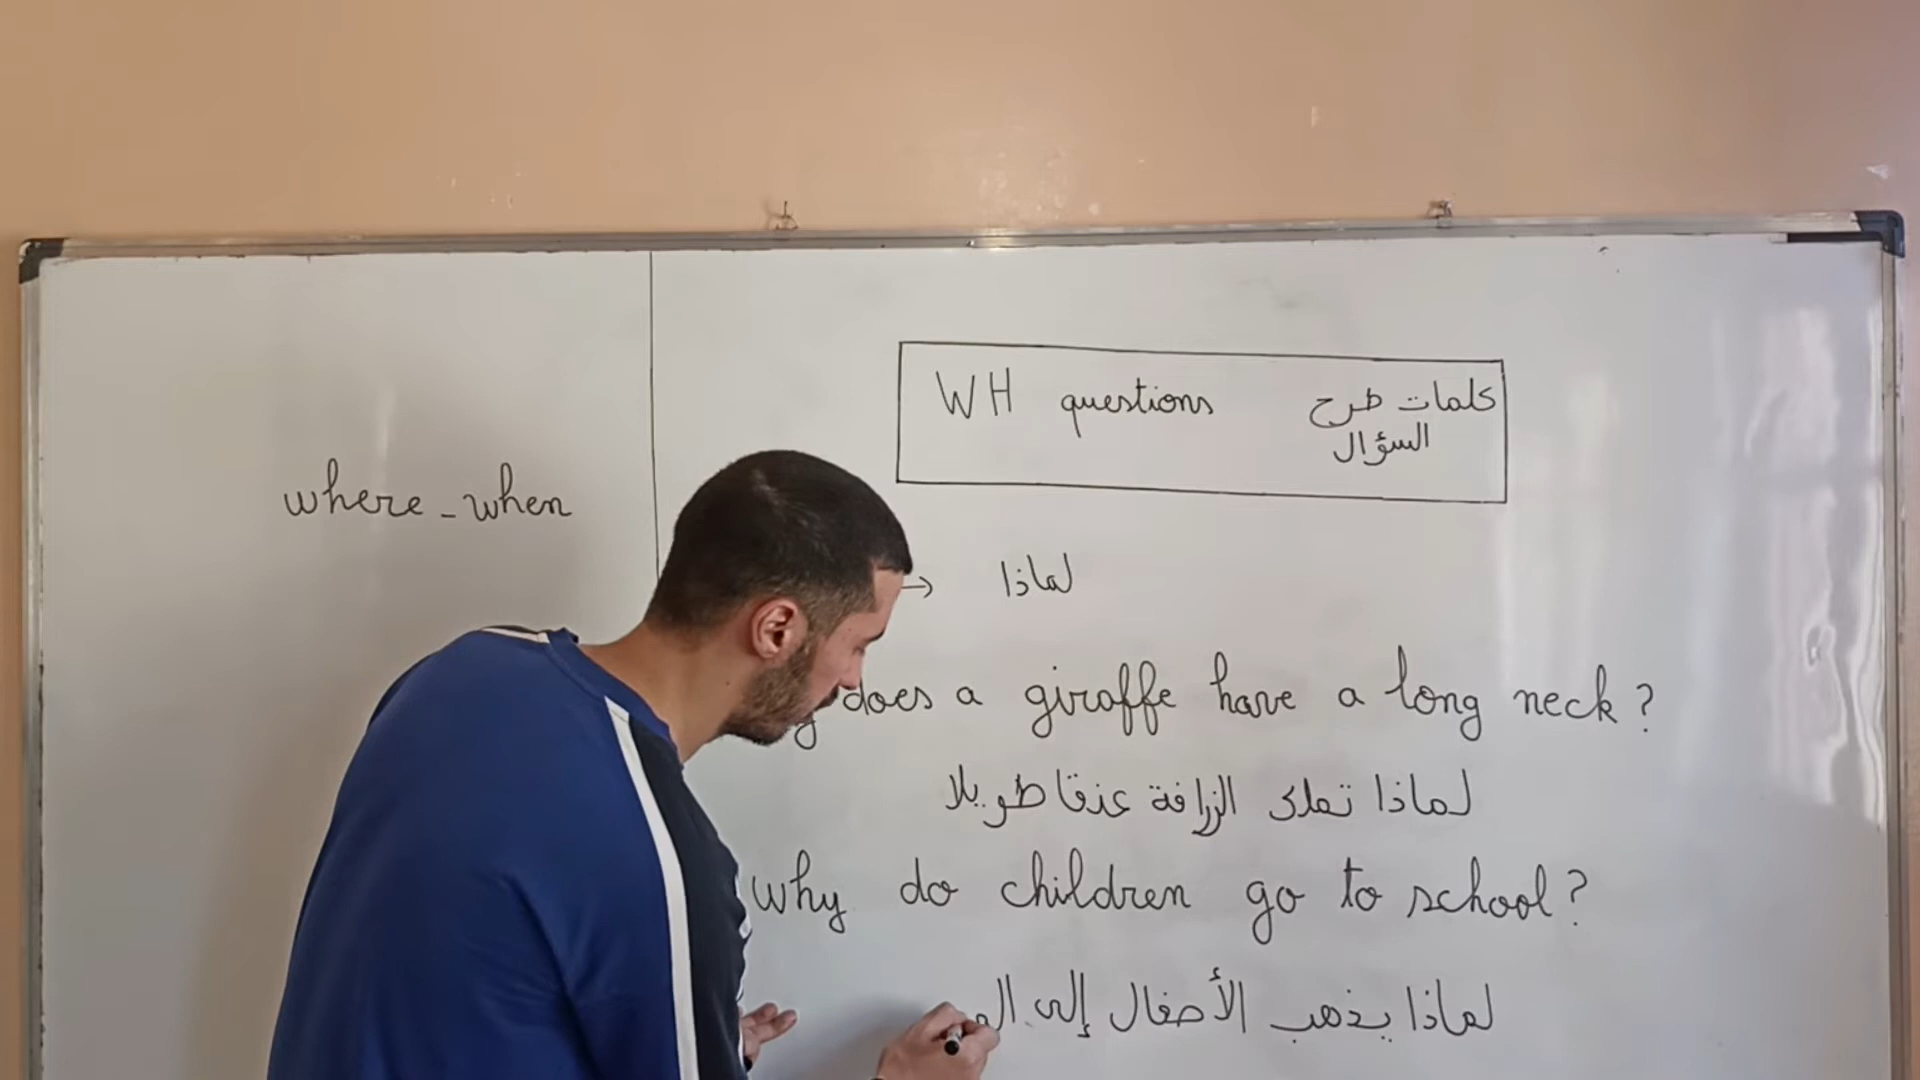 WH questions كلمات طرح
السؤال
where - when
→ لماذا
does a giraffe have a long neck?
لماذا تملك الزرافة عنقا طويلا
why do children go to school?
لماذا يذهب الأطفال إلى